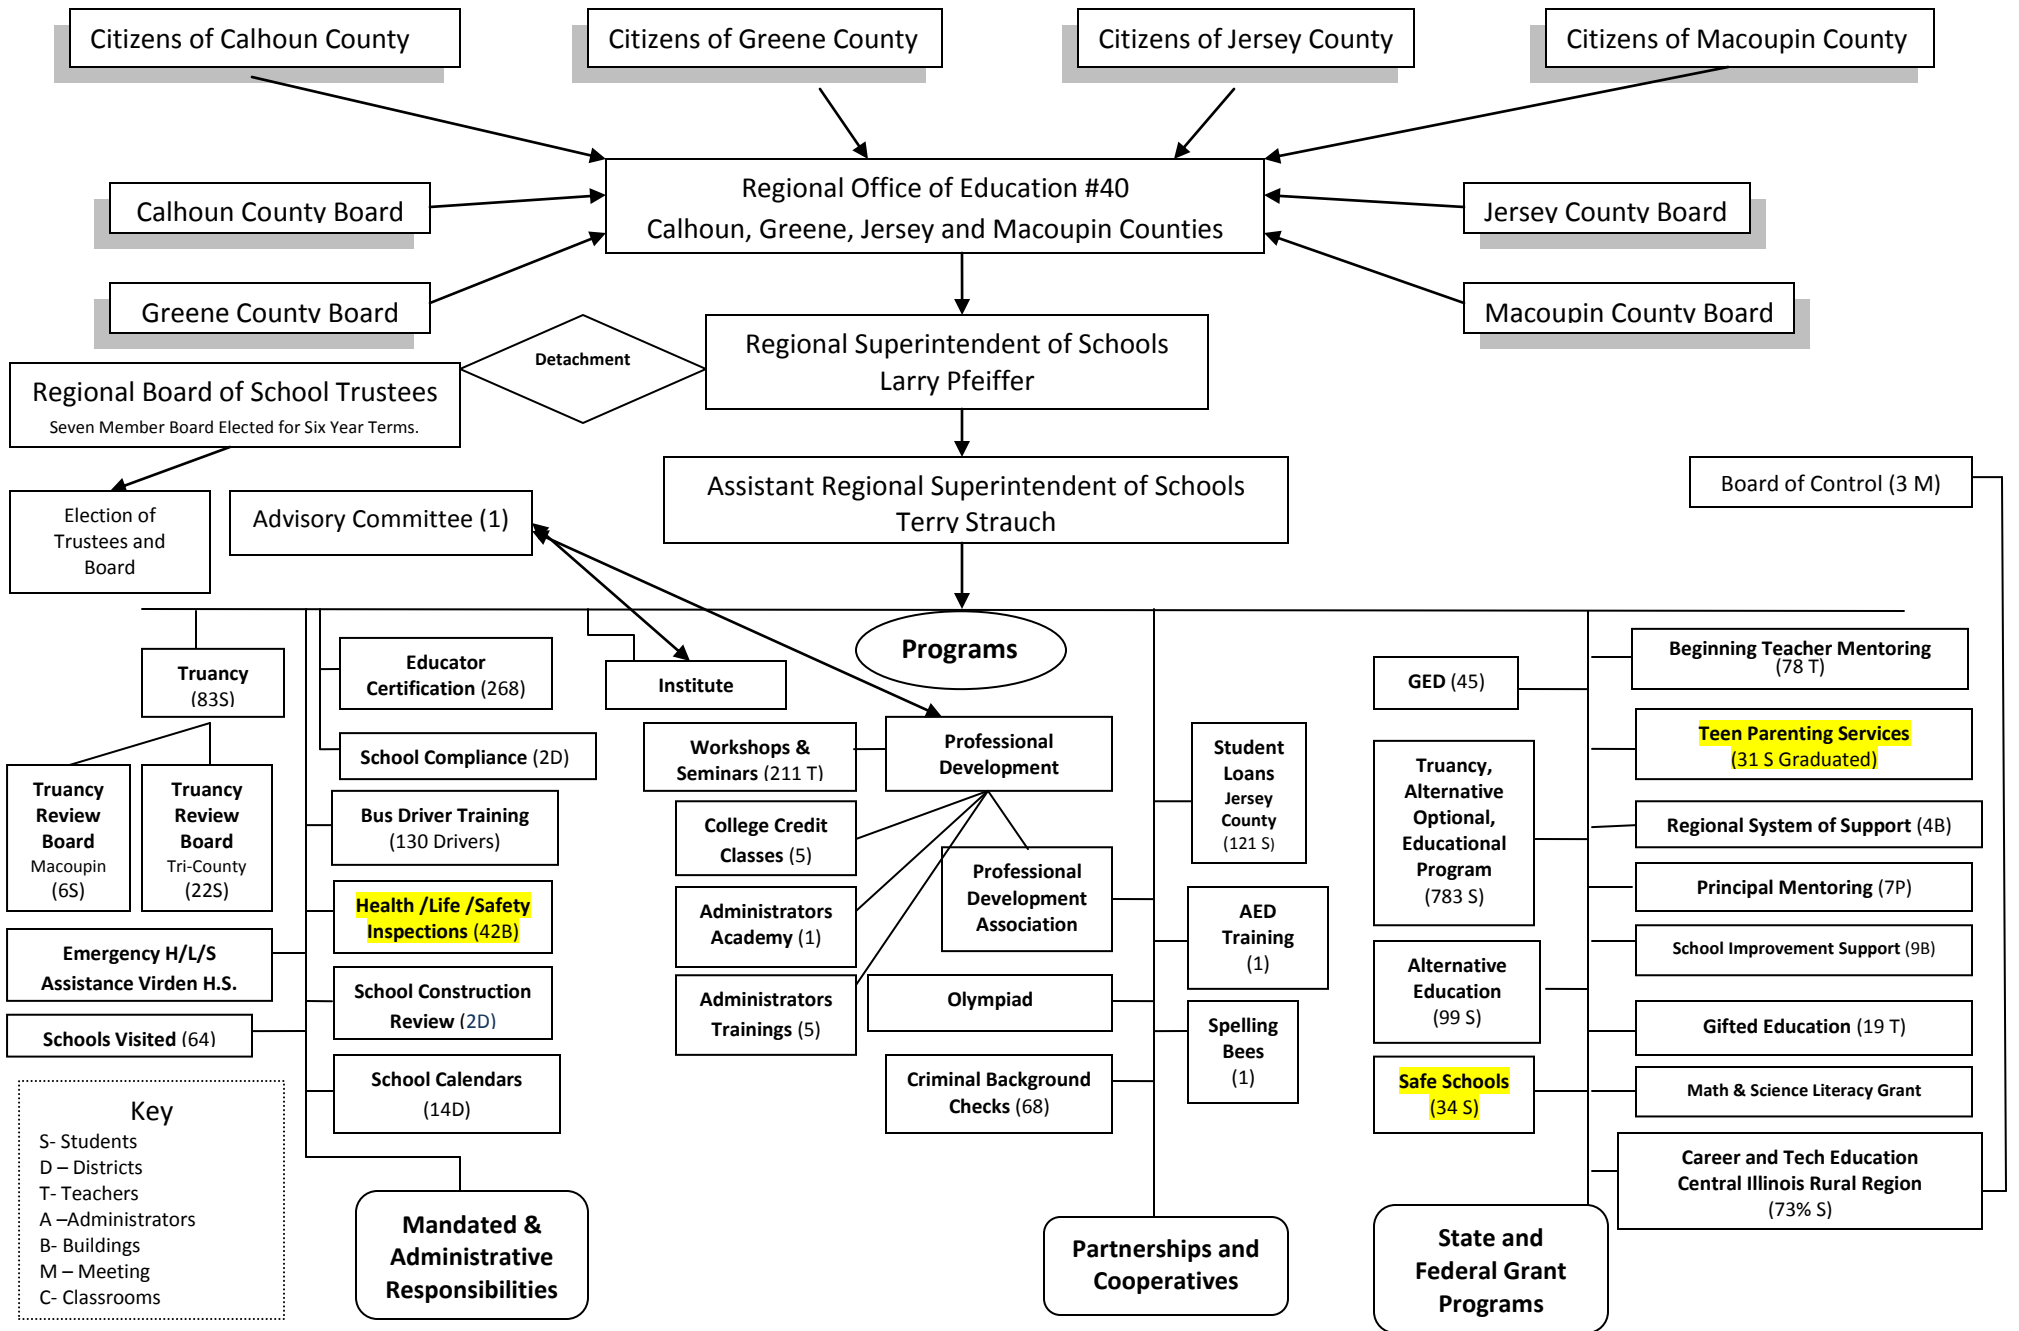 Citizens of Calhoun County
Citizens of Greene County
Citizens of Jersey County
Citizens of Macoupin County
Regional Office of Education #40
Calhoun, Greene, Jersey and Macoupin Counties
Calhoun County Board
Jersey County Board
Greene County Board
Macoupin County Board
Detachment
Regional Superintendent of Schools
Larry Pfeiffer
Regional Board of School Trustees
Seven Member Board Elected for Six Year Terms.
Assistant Regional Superintendent of Schools
Terry Strauch
Board of Control (3 M)
Election of
Trustees and
Board
Advisory Committee (1)
Programs
Truancy
(83S)
Educator
Certification (268)
Institute
School Compliance (2D)
Truancy
Review
Board
Macoupin
(6S)
Truancy
Review
Board
Tri-County
(22S)
Bus Driver Training
(130 Drivers)
Health /Life /Safety
Inspections (42B)
Emergency H/L/S
Assistance Virden H.S.
School Construction
Review (2D)
Schools Visited (64)
School Calendars
(14D)
Workshops &
Seminars (211 T)
Professional
Development
College Credit
Classes (5)
Professional
Development
Association
Administrators
Academy (1)
Administrators
Trainings (5)
Olympiad
Criminal Background
Checks (68)
Student
Loans
Jersey
County
(121 S)
AED
Training
(1)
Spelling
Bees
(1)
GED (45)
Truancy,
Alternative
Optional,
Educational
Program
(783 S)
Alternative
Education
(99 S)
Safe Schools
(34 S)
Beginning Teacher Mentoring
(78 T)
Teen Parenting Services
(31 S Graduated)
Regional System of Support (4B)
Principal Mentoring (7P)
School Improvement Support (9B)
Gifted Education (19 T)
Math & Science Literacy Grant
Career and Tech Education
Central Illinois Rural Region
(73% S)
Key
S- Students
D – Districts
T- Teachers
A –Administrators
B- Buildings
M – Meeting
C- Classrooms
Mandated &
Administrative
Responsibilities
Partnerships and
Cooperatives
State and
Federal Grant
Programs